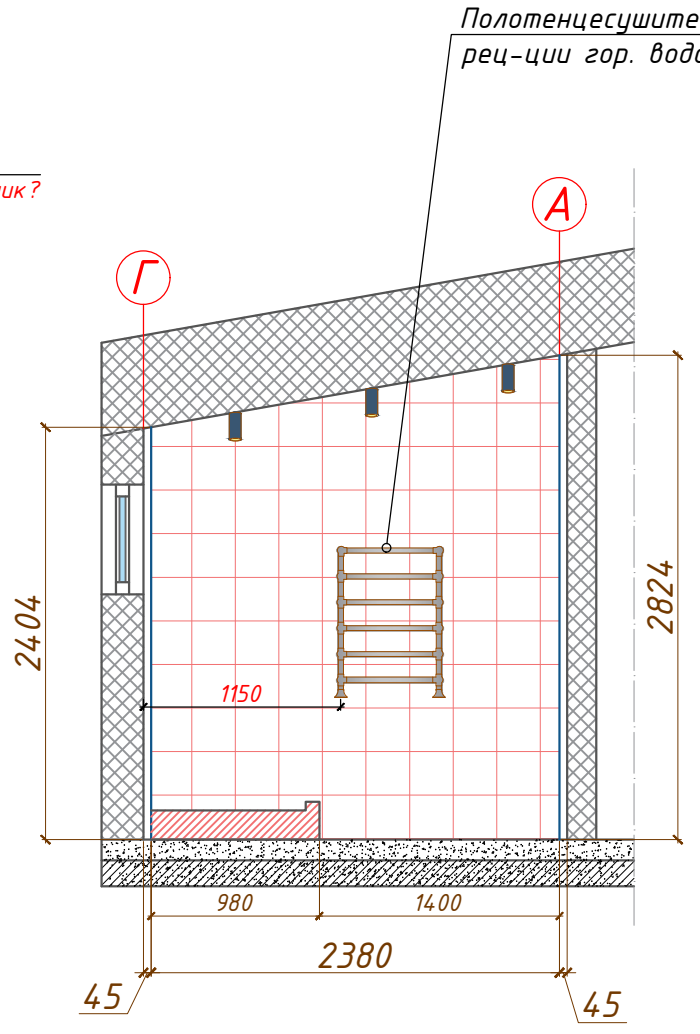 Полотенцесушите
рец-ции гор. водо
ик?
А
Г
2404
2824
1150
980
1400
2380
45
45